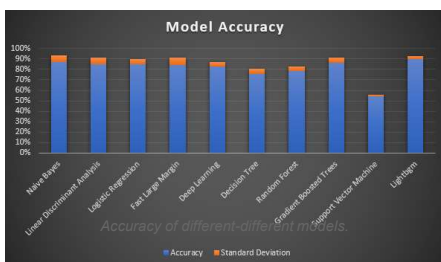 Model Accuracy
100%
90%
80%
70%
60%
50%
40%
30%
20%
10%
0%
Naive Bayes
Linear Discriminant Analysis
Logistic Regression
Fast Large Margin
Deep Learning
Decision Tree
Random Forest
Gradient Boosted Trees
Support Vector Machine
Lightbgm
Accuracy of different-different models.
Accuracy
Standard Deviation